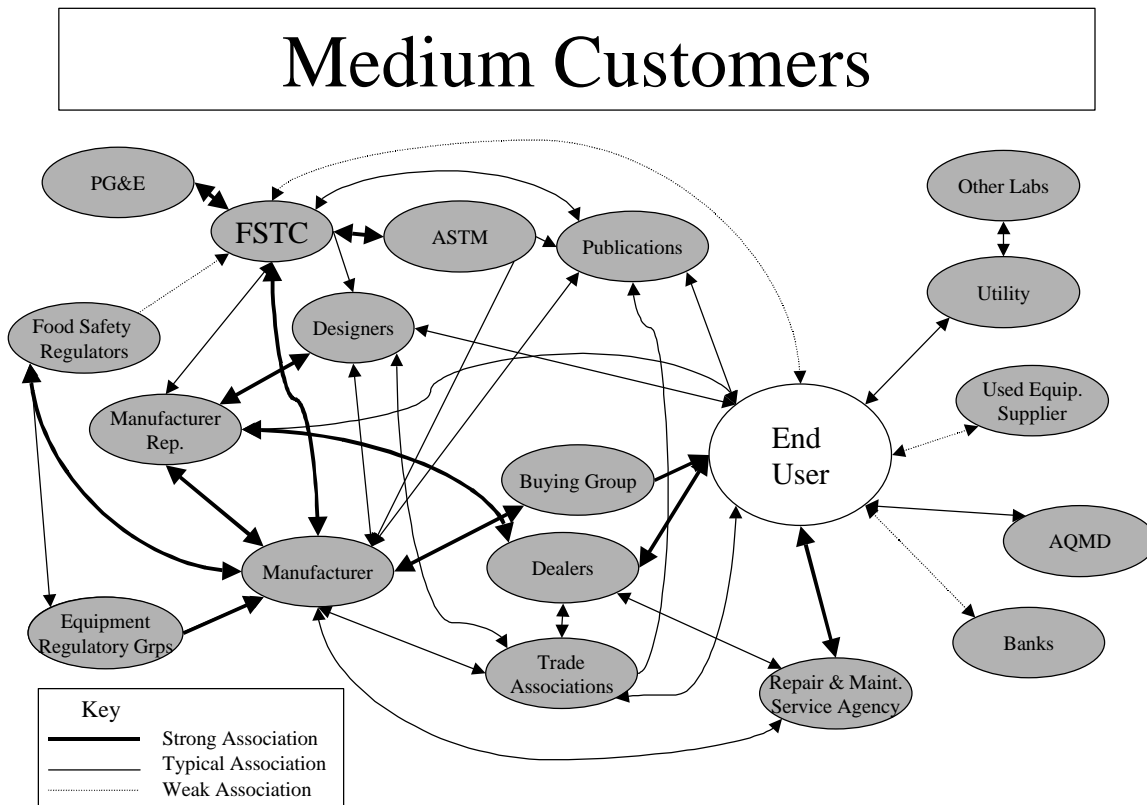 Medium Customers
PG&E
Other Labs
FSTC
ASTM
Publications
Utility
Food Safety
Regulators
Designers
Used Equip.
Supplier
Manufacturer
Rep.
End
User
Buying Group
AQMD
Manufacturer
Dealers
Equipment
Regulatory Grps
Banks
Trade
Associations
Repair & Maint.
Service Agency
Key
Strong Association
Typical Association
Weak Association